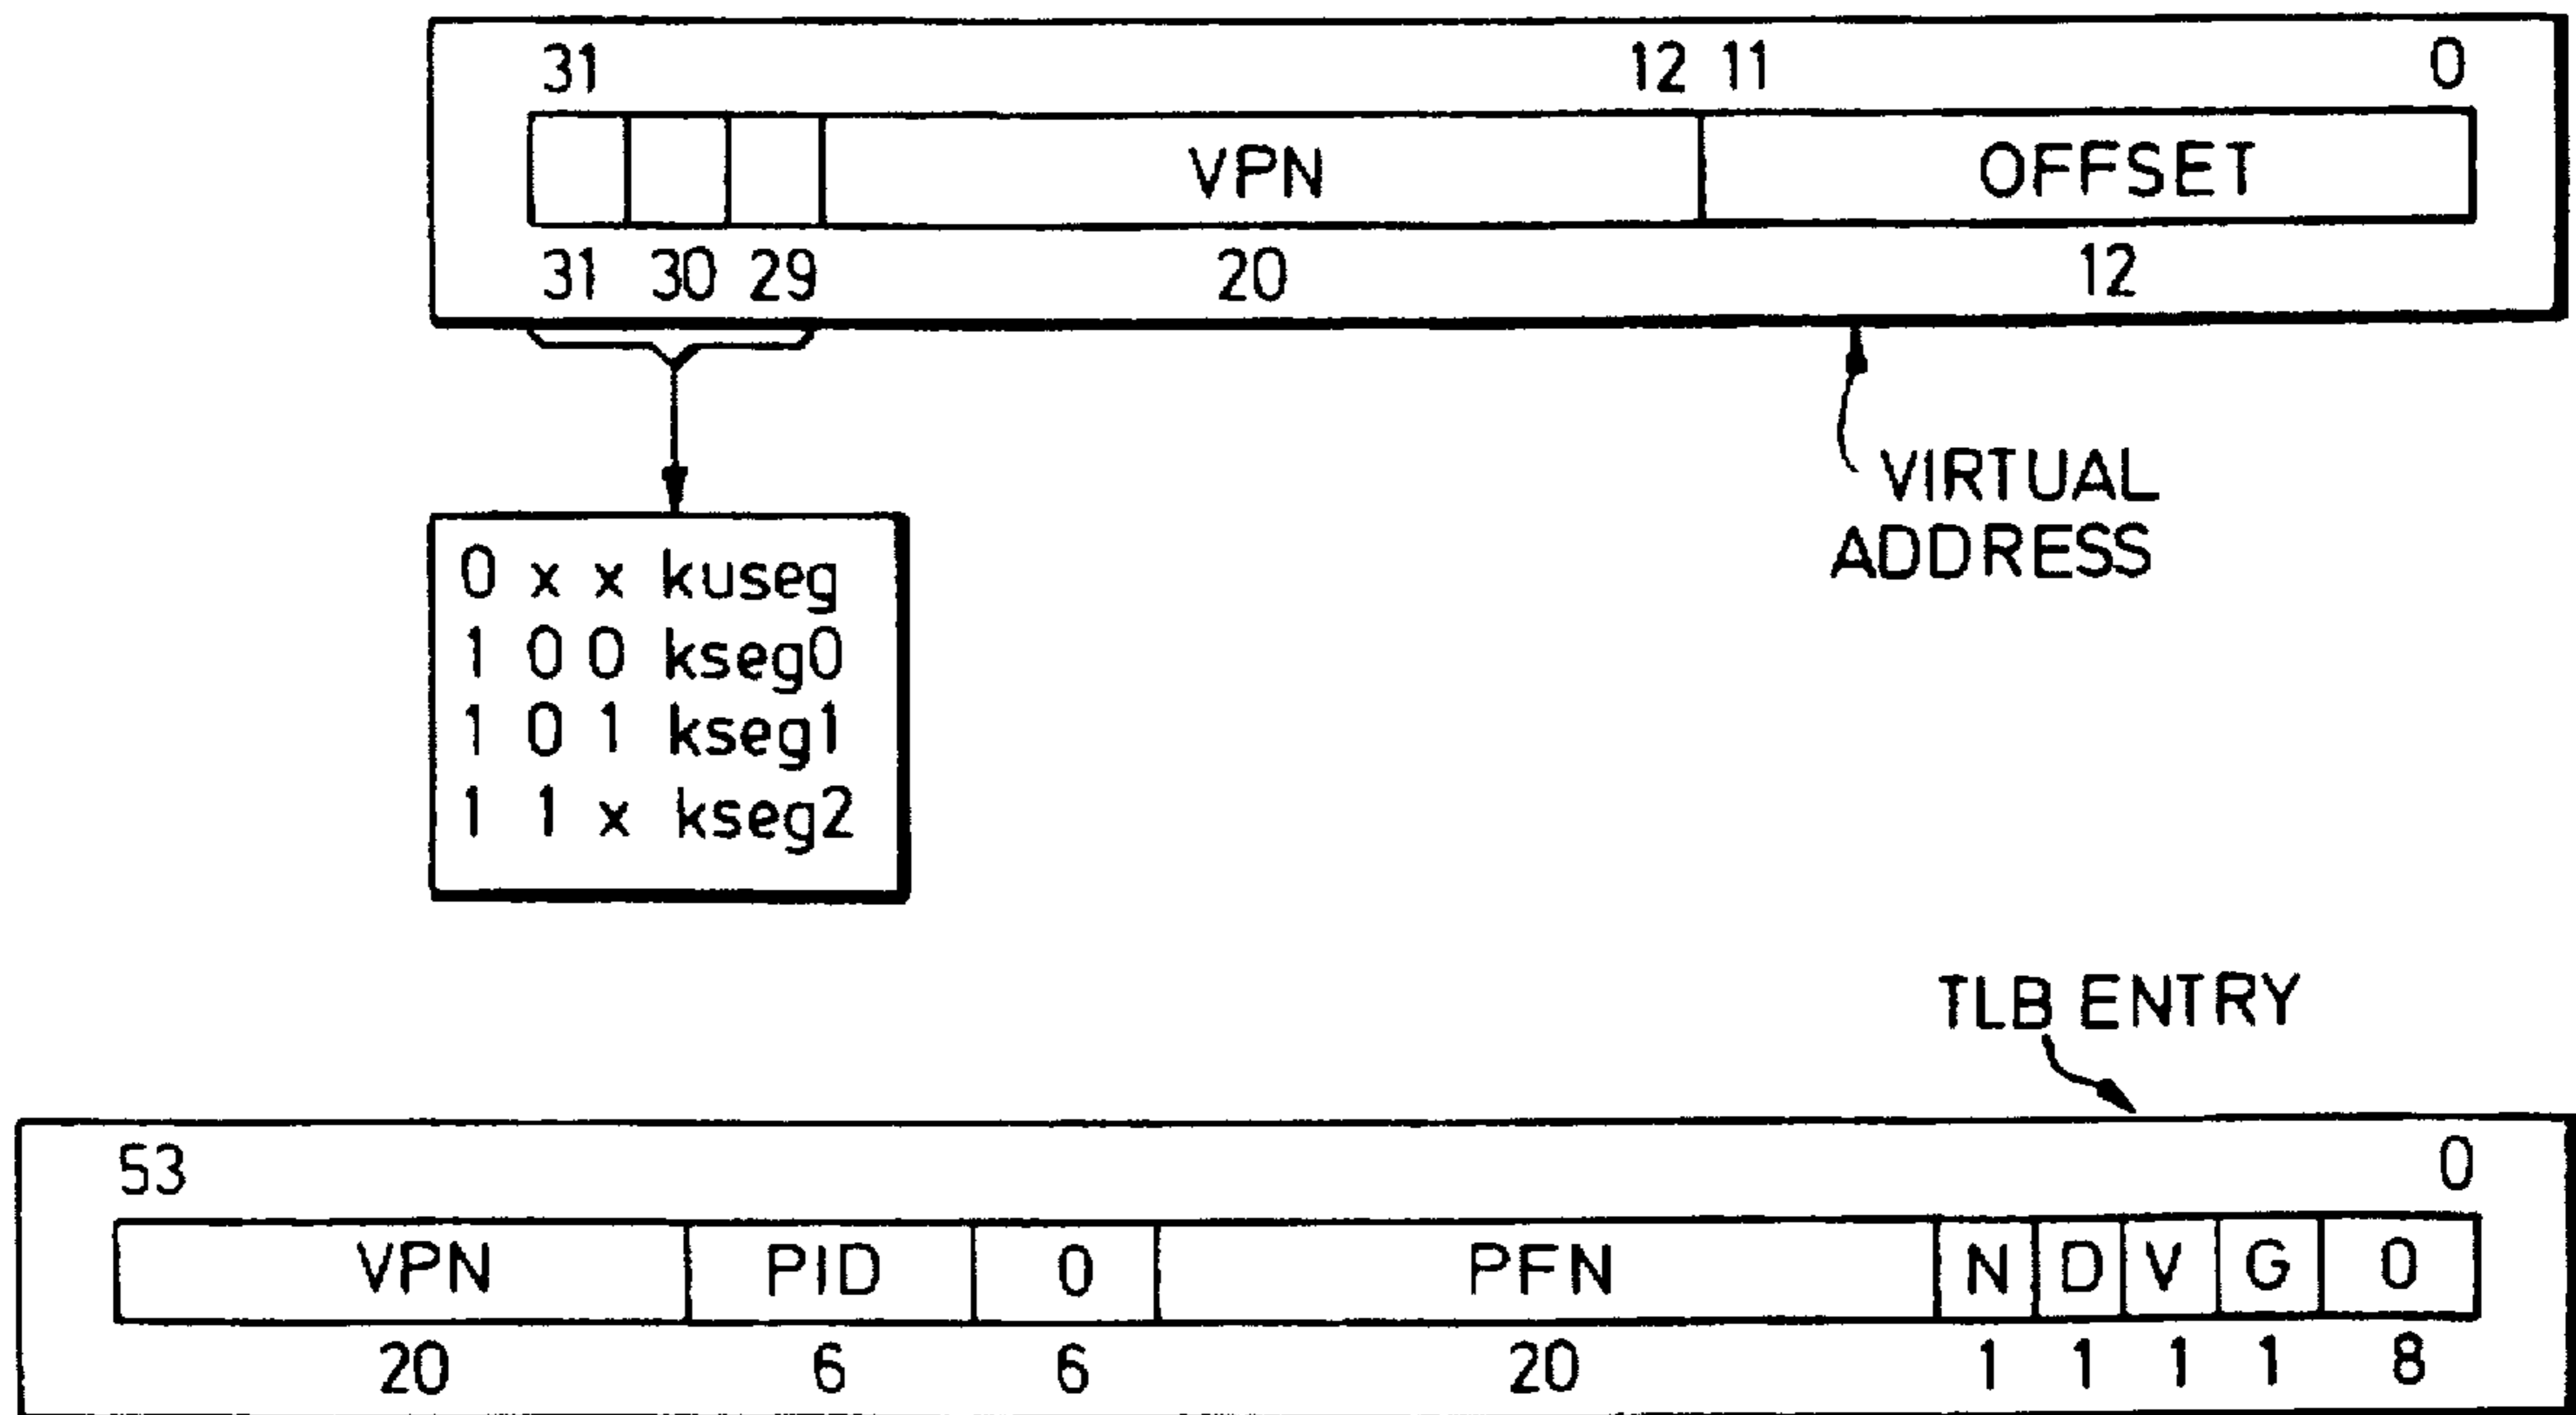 31 12 11 0
VPN OFFSET
31 30 29 20 12
VIRTUAL
ADDRESS
0 x x kuseg
1 0 0 kseg0
1 0 1 kseg1
1 1 x kseg2
TLB ENTRY
53 0
VPN PID 0 PFN N D V G 0
20 6 6 20 1 1 1 1 8